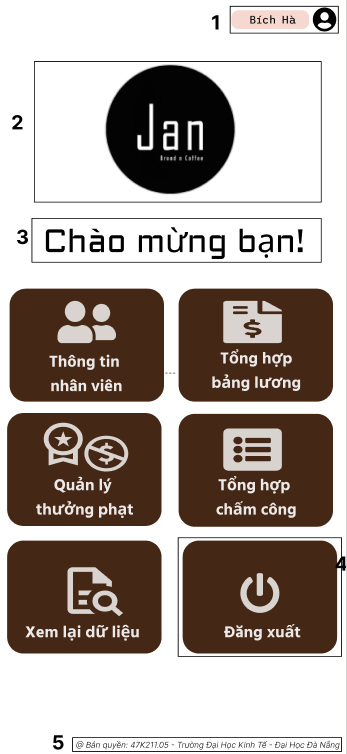 1
Bích Hà
2
Jan
Bread n Coffee
3
Chào mừng bạn!
Thông tin
nhân viên
Tổng hợp
bảng lương
Quản lý
thưởng phạt
Tổng hợp
chấm công
Xem lại dữ liệu
Đăng xuất
4
5
@ Bản quyền: 47K211.05 - Trường Đại Học Kinh Tế - Đại Học Đà Nẵng